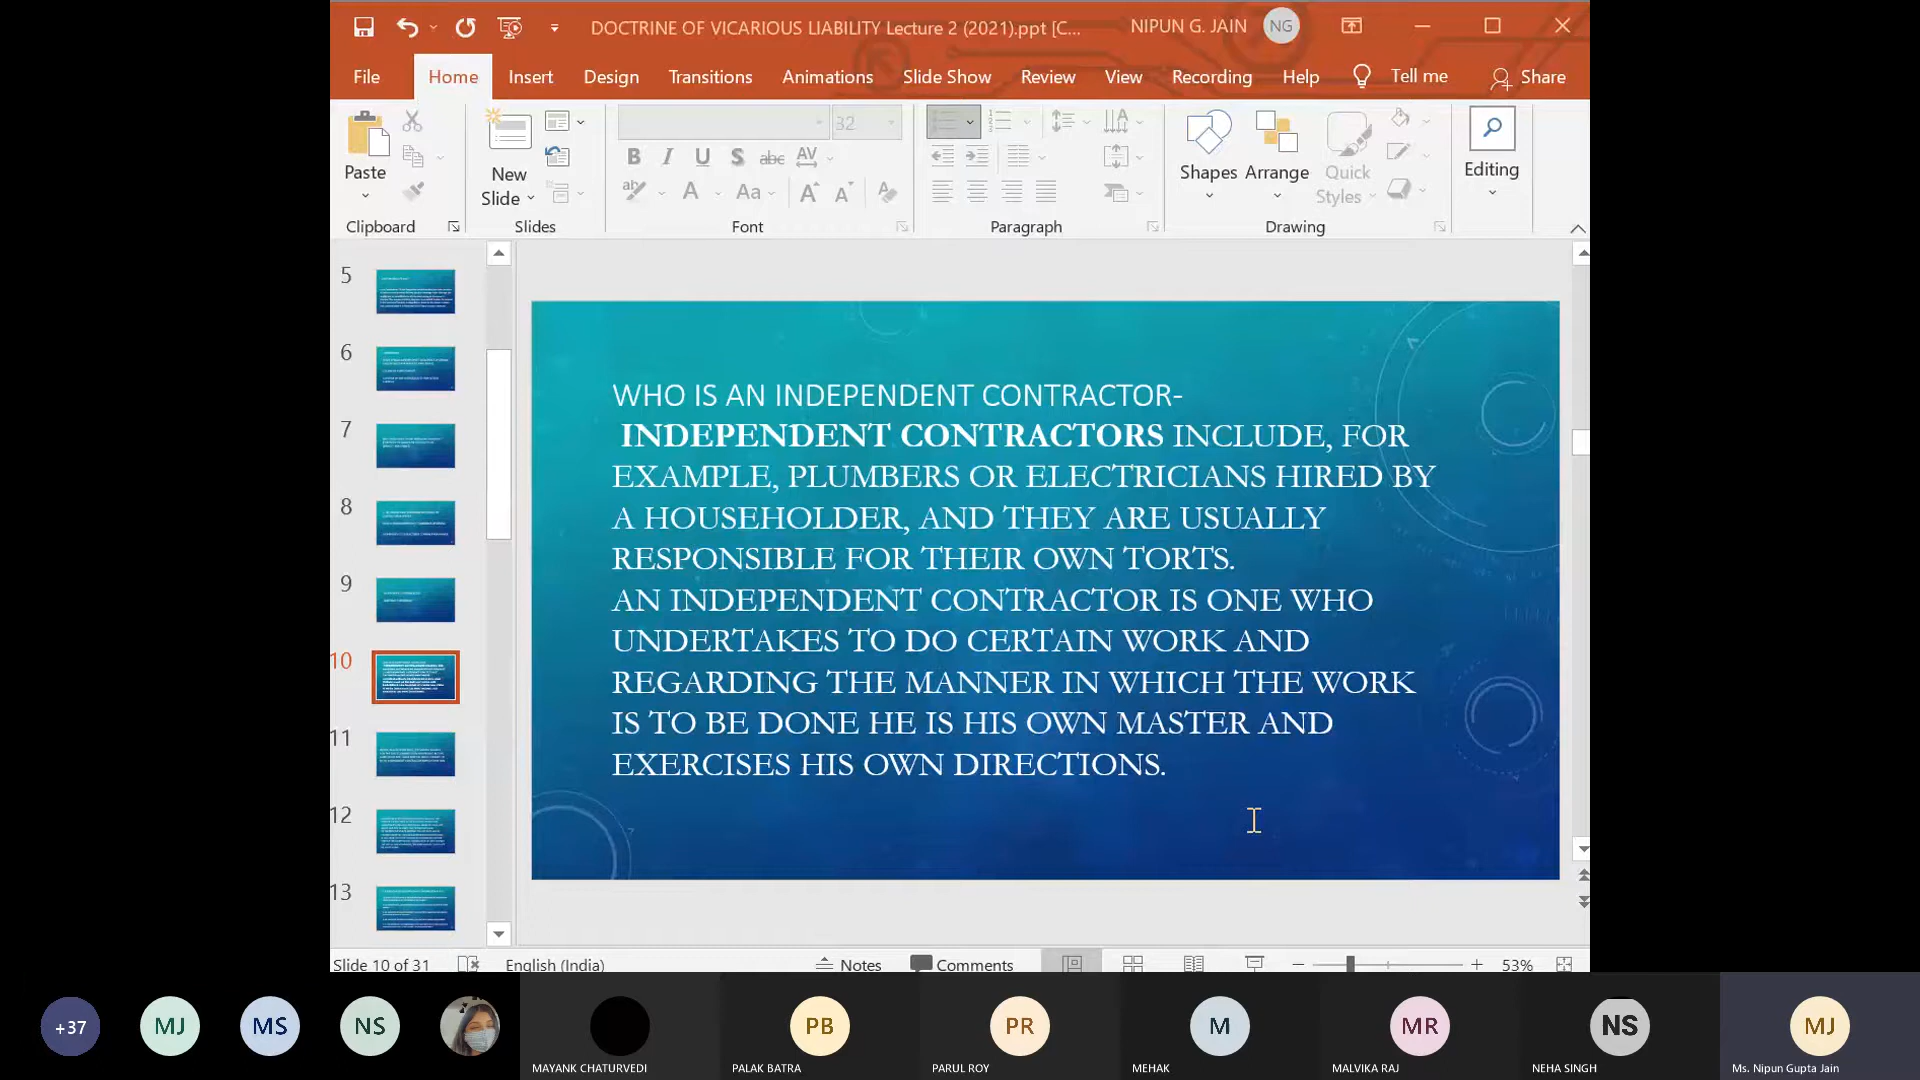 DOCTRINE OF VICARIOUS LIABILITY Lecture 2 (2021).ppt [C...
NIPUN G. JAIN
NG
File
Home
Insert
Design
Transitions
Animations
Slide Show
Review
View
Recording
Help
Tell me
Share
Paste
New
Slide
32
B I U S abc AV
A Aa A A
Shapes
Arrange
Quick
Styles
Editing
Clipboard
Slides
Font
Paragraph
Drawing
5
6
7
8
9
10
11
12
13
WHO IS AN INDEPENDENT CONTRACTOR-
INDEPENDENT CONTRACTORS INCLUDE, FOR
EXAMPLE, PLUMBERS OR ELECTRICIANS HIRED BY
A HOUSEHOLDER, AND THEY ARE USUALLY
RESPONSIBLE FOR THEIR OWN TORTS.
AN INDEPENDENT CONTRACTOR IS ONE WHO
UNDERTAKES TO DO CERTAIN WORK AND
REGARDING THE MANNER IN WHICH THE WORK
IS TO BE DONE HE IS HIS OWN MASTER AND
EXERCISES HIS OWN DIRECTIONS.
Slide 10 of 31
English (India)
Notes
Comments
53%
+37
MJ
MS
NS
MAYANK CHATURVEDI
PB
PALAK BATRA
PR
PARUL ROY
M
MEHAK
MR
MALVIKA RAJ
NS
NEHA SINGH
MJ
Ms. Nipun Gupta Jain